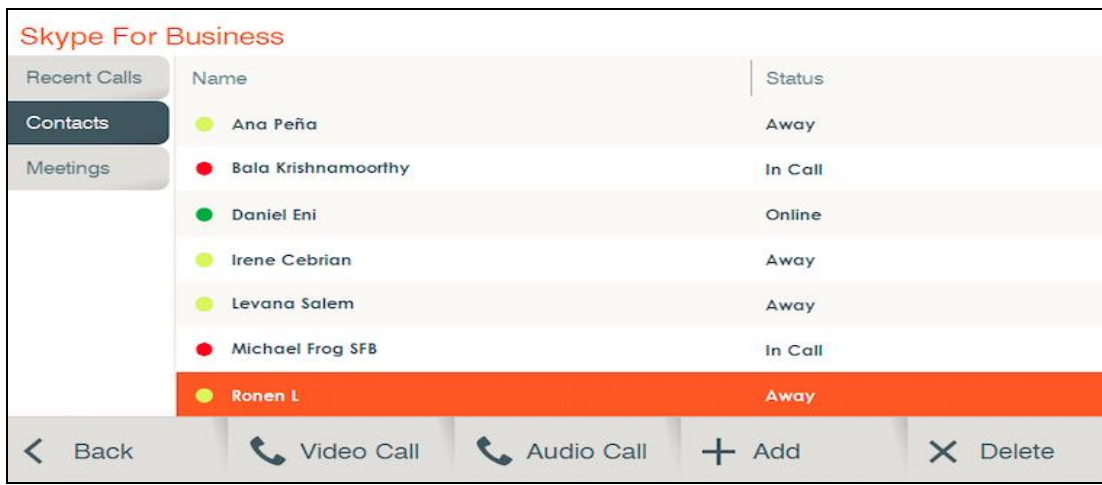 Skype For Business
Recent Calls
Contacts
Meetings
Name Status
Ana Peña Away
Bala Krishnamoorthy In Call
Daniel Eni Online
Irene Cebrian Away
Levana Salem Away
Michael Frog SFB In Call
Ronen L Away
Back Video Call Audio Call Add Delete